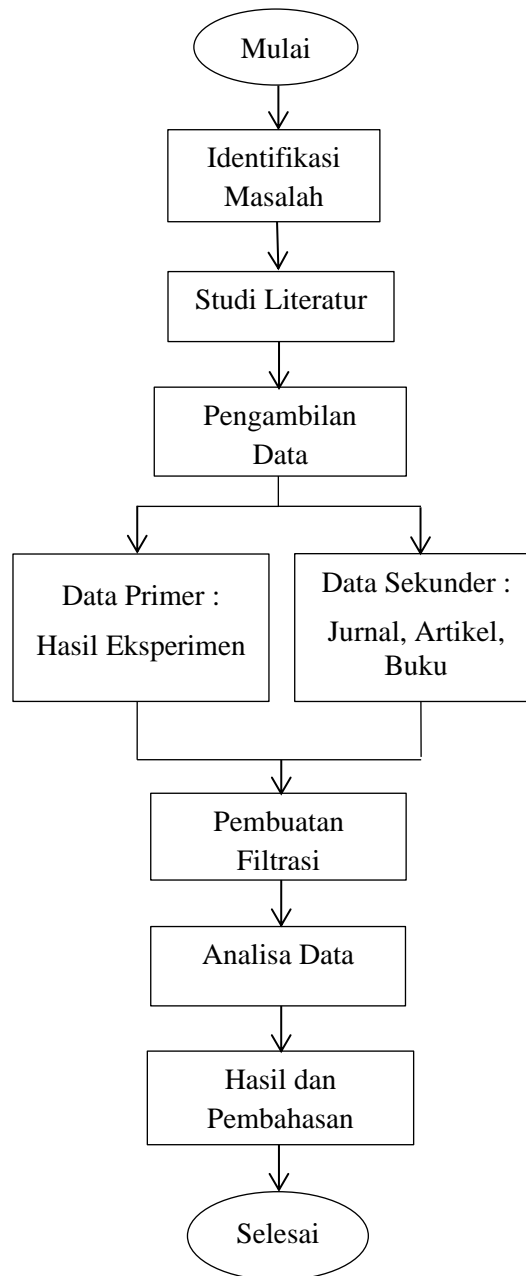 Mulai
Identifikasi
Masalah
Studi Literatur
Pengambilan
Data
Data Primer :
Hasil Eksperimen
Data Sekunder :
Jurnal, Artikel,
Buku
Pembuatan
Filtrasi
Analisa Data
Hasil dan
Pembahasan
Selesai